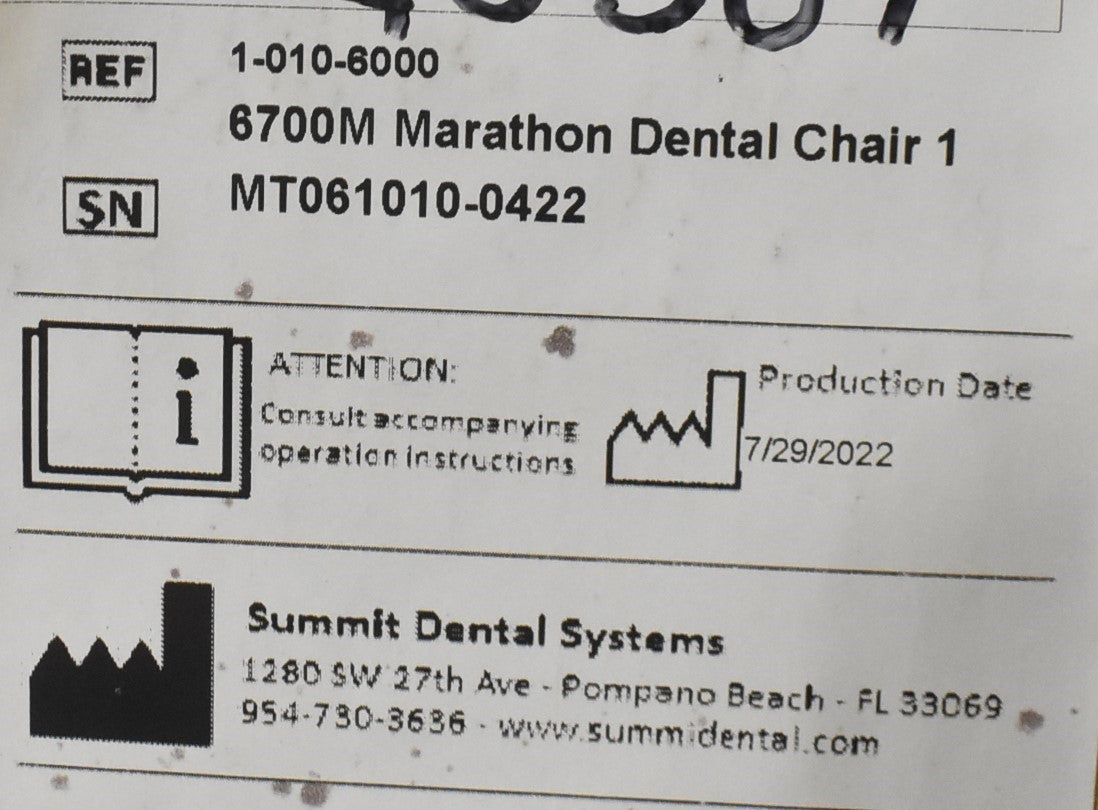 REF 1-010-6000
6700M Marathon Dental Chair 1
SN MT061010-0422
i
ATTENTION:
Consult accompanying
operation instructions
Production Date
7/29/2022
Summit Dental Systems
1280 SW 27th Ave - Pompano Beach - FL 33069
954-730-3636 - www.summidental.com